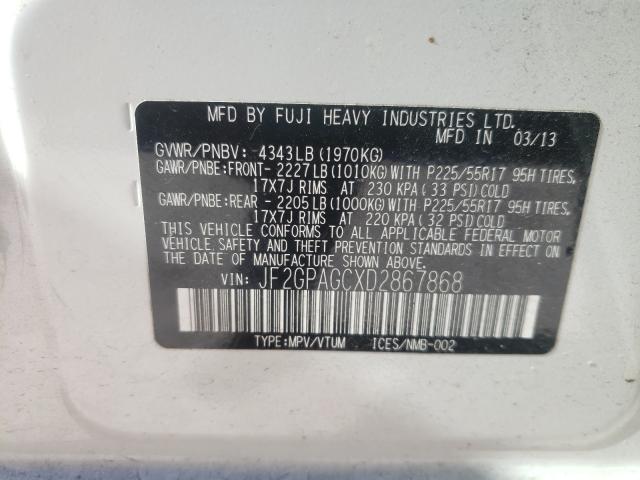 MFD BY FUJI HEAVY INDUSTRIES LTD.
MFD IN 03/13
GVWR/PNBV: 4343LB (1970KG)
GAWR/PNBE:FRONT- 2227LB (1010KG) WITH P225/55R17 95H TIRES,
17X7J RIMS AT 230 KPA ( 33 PSI) COLD
GAWR/PNBE:REAR - 2205LB (1000KG) WITH P225/55R17 95H TIRES,
17X7J RIMS AT 220 KPA ( 32 PSI) COLD
THIS VEHICLE CONFORMS TO ALL APPLICABLE FEDERAL MOTOR
VEHICLE SAFETY AND THEFT PREVENTION STANDARDS IN EFFECT
ON THE DATE OF MANUFACTURE SHOWN ABOVE.
VIN: JF2GPAGCXD2867868
TYPE:MPV/VTUM ICES/NMB-002